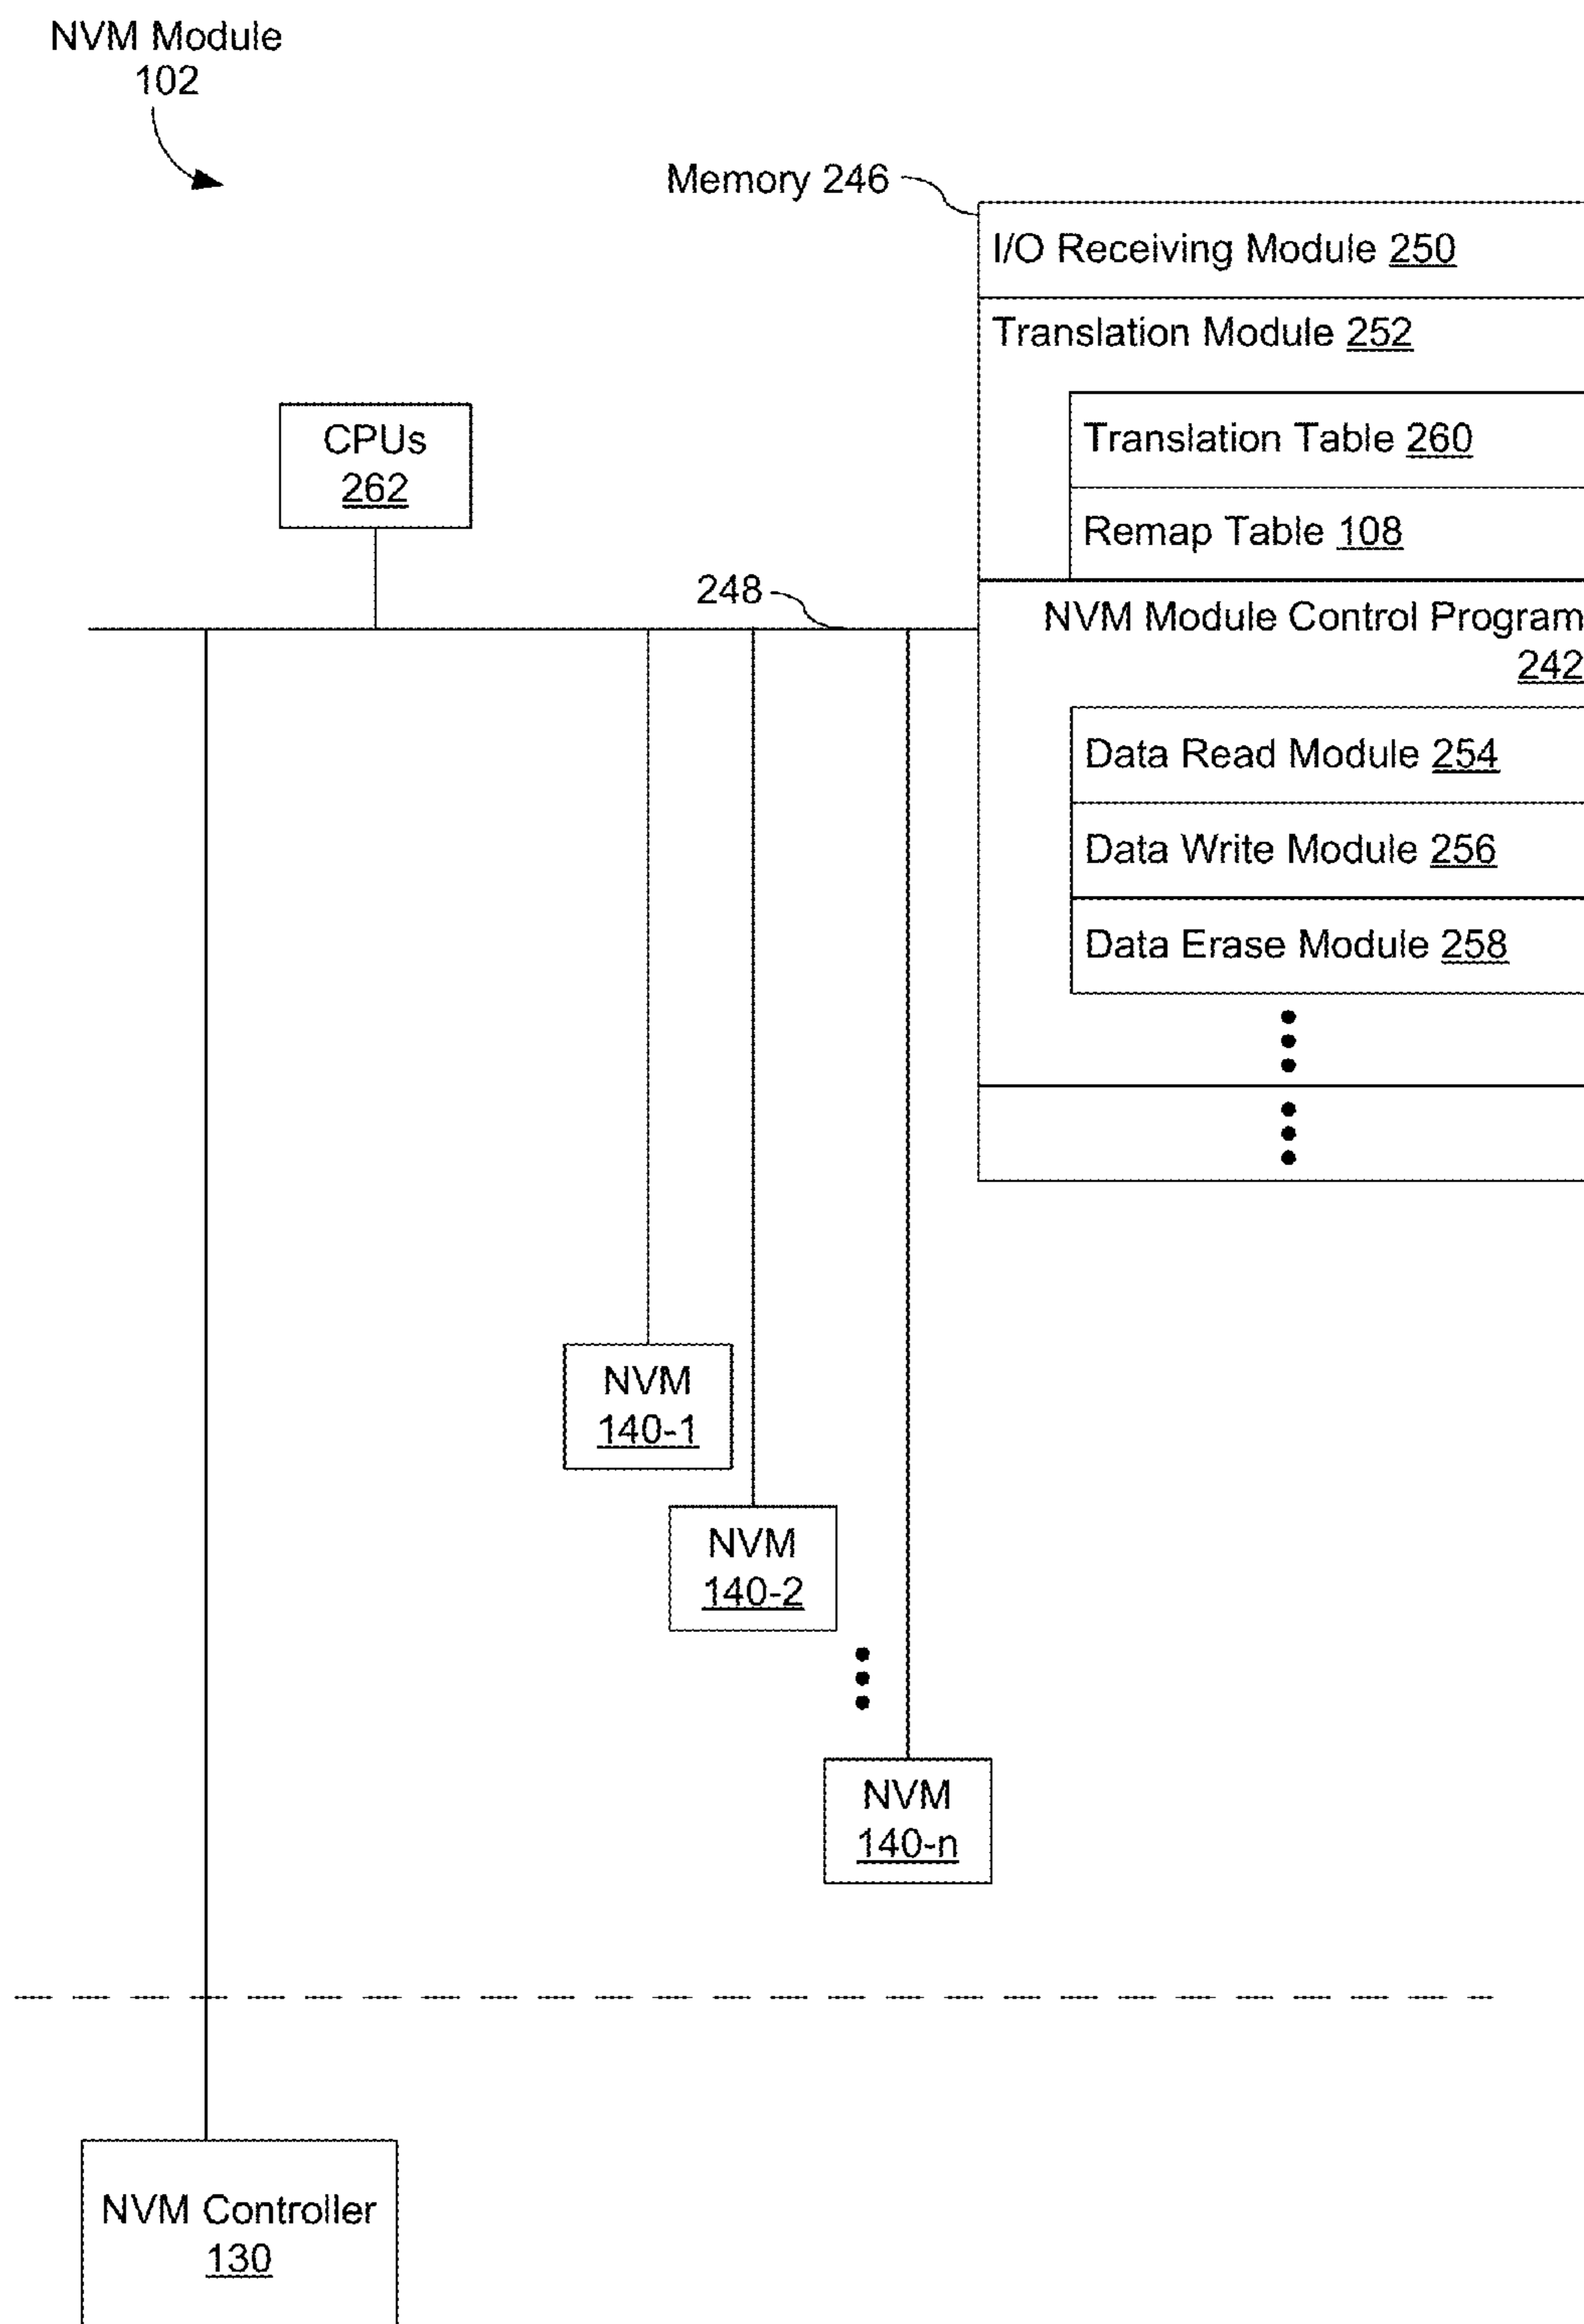 NVM Module
102
Memory 246
I/O Receiving Module 250
Translation Module 252
Translation Table 260
Remap Table 108
CPUs
262
248
NVM Module Control Program
242
Data Read Module 254
Data Write Module 256
Data Erase Module 258
NVM
140-1
NVM
140-2
NVM
140-n
NVM Controller
130